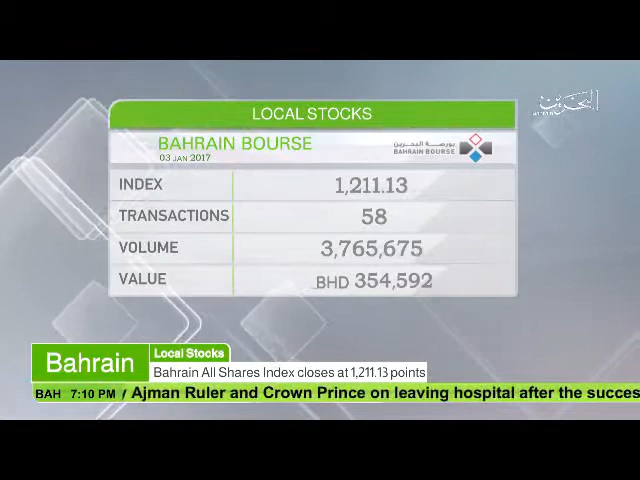 LOCAL STOCKS
البحرين
BAHRAIN BOURSE
03 JAN 2017
بورصة البحرين
BAHRAIN BOURSE
INDEX 1,211.13
TRANSACTIONS 58
VOLUME 3,765,675
VALUE BHD 354,592
Bahrain
Local Stocks
Bahrain All Shares Index closes at 1,211.13 points
BAH 7:10 PM / Ajman Ruler and Crown Prince on leaving hospital after the succes